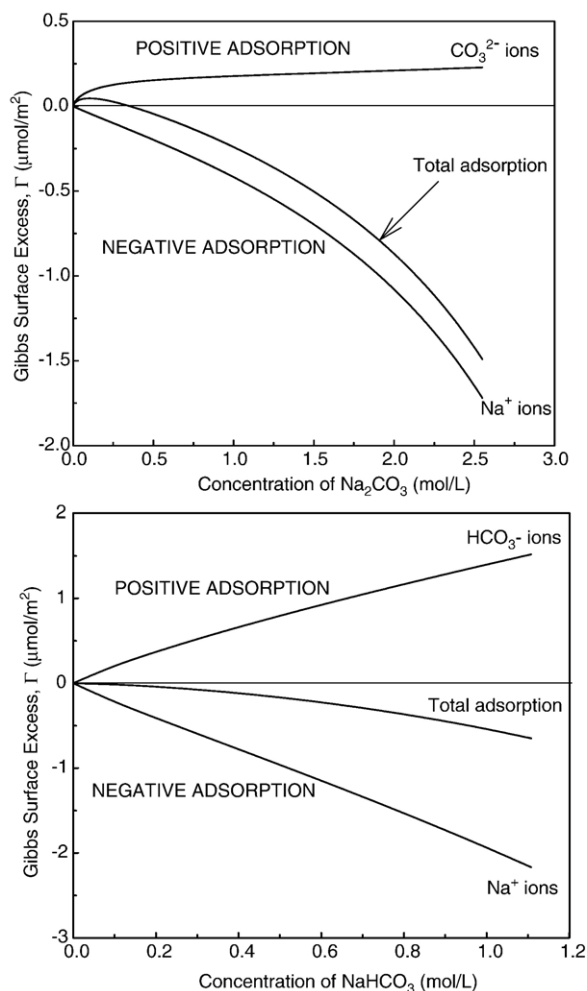 POSITIVE ADSORPTION
CO₃²⁻ ions
Total adsorption
NEGATIVE ADSORPTION
Na⁺ ions
Gibbs Surface Excess, Γ (μmol/m²)
0.5
0.0
-0.5
-1.0
-1.5
-2.0
0.0 0.5 1.0 1.5 2.0 2.5 3.0
Concentration of Na₂CO₃ (mol/L)
HCO₃- ions
POSITIVE ADSORPTION
Total adsorption
NEGATIVE ADSORPTION
Na⁺ ions
Gibbs Surface Excess, Γ (μmol/m²)
2
1
0
-1
-2
-3
0.0 0.2 0.4 0.6 0.8 1.0 1.2
Concentration of NaHCO₃ (mol/L)